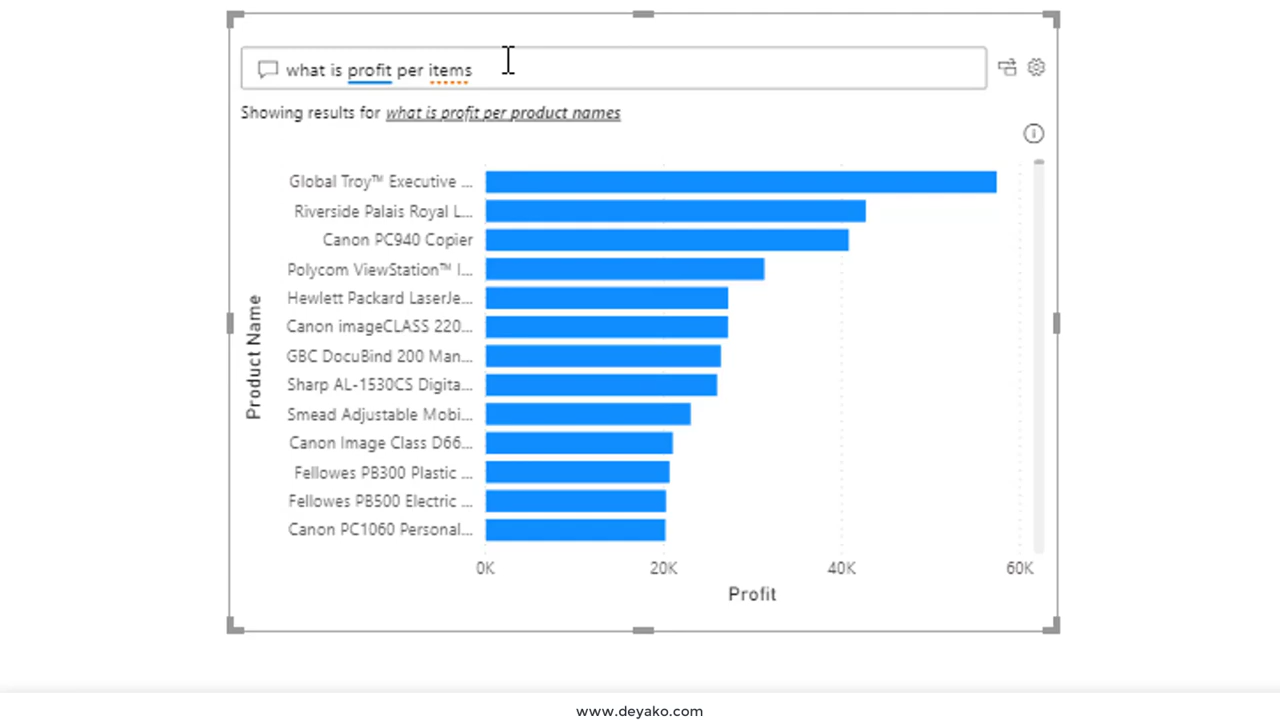 what is profit per items
Showing results for what is profit per product names
Global Troy™ Executive ...
Riverside Palais Royal L...
Canon PC940 Copier
Polycom ViewStation™ I...
Hewlett Packard LaserJe...
Canon imageCLASS 220...
GBC DocuBind 200 Man...
Sharp AL-1530CS Digita...
Smead Adjustable Mobi...
Canon Image Class D66...
Fellowes PB300 Plastic ...
Fellowes PB500 Electric ...
Canon PC1060 Personal...
Product Name
0K 20K 40K 60K
Profit
www.deyako.com